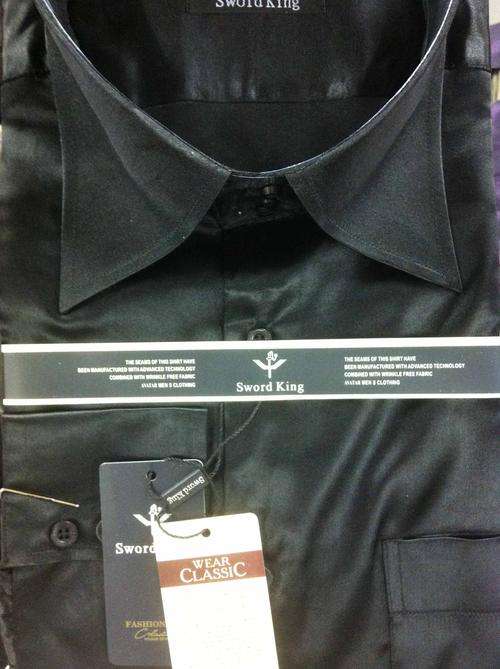 Sword King
THE SEAMS OF THIS SHIRT HAVE
BEEN MANUFACTURED WITH ADVANCED TECHNOLOGY
COMBINED WITH WRINKLE FREE FABRIC
AVATAR MEN S CLOTHING
Sword King
THE SEAMS OF THIS SHIRT HAVE
BEEN MANUFACTURED WITH ADVANCED TECHNOLOGY
COMBINED WITH WRINKLE FREE FABRIC
AVATAR MEN S CLOTHING
Sword King
Sword
WEAR
CLASSIC
FASHION